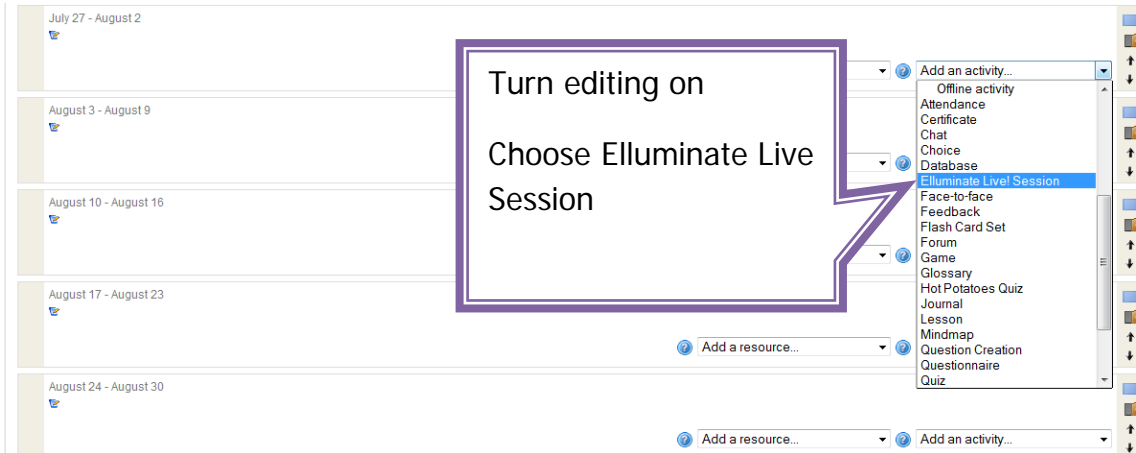 July 27 - August 2
Turn editing on
Choose Elluminate Live
Session
Add an activity...
Offline activity
Attendance
Certificate
Chat
Choice
Database
Elluminate Live! Session
Face-to-face
Feedback
Flash Card Set
Forum
Game
Glossary
Hot Potatoes Quiz
Journal
Lesson
Mindmap
Question Creation
Questionnaire
Quiz
August 3 - August 9
August 10 - August 16
August 17 - August 23
Add a resource...
August 24 - August 30
Add a resource... Add an activity...